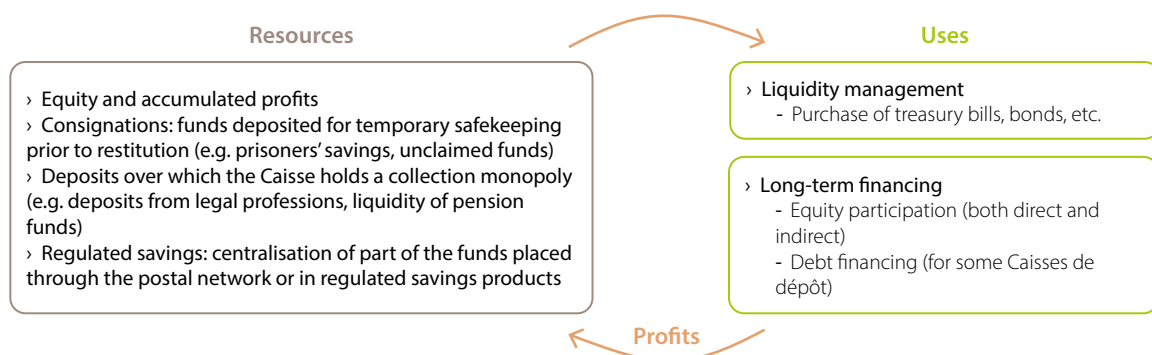 Resources
› Equity and accumulated profits
› Consignations: funds deposited for temporary safekeeping
prior to restitution (e.g. prisoners’ savings, unclaimed funds)
› Deposits over which the Caisse holds a collection monopoly
(e.g. deposits from legal professions, liquidity of pension
funds)
› Regulated savings: centralisation of part of the funds placed
through the postal network or in regulated savings products
Uses
› Liquidity management
- Purchase of treasury bills, bonds, etc.
› Long-term financing
- Equity participation (both direct and
indirect)
- Debt financing (for some Caisses de
dépôt)
Profits